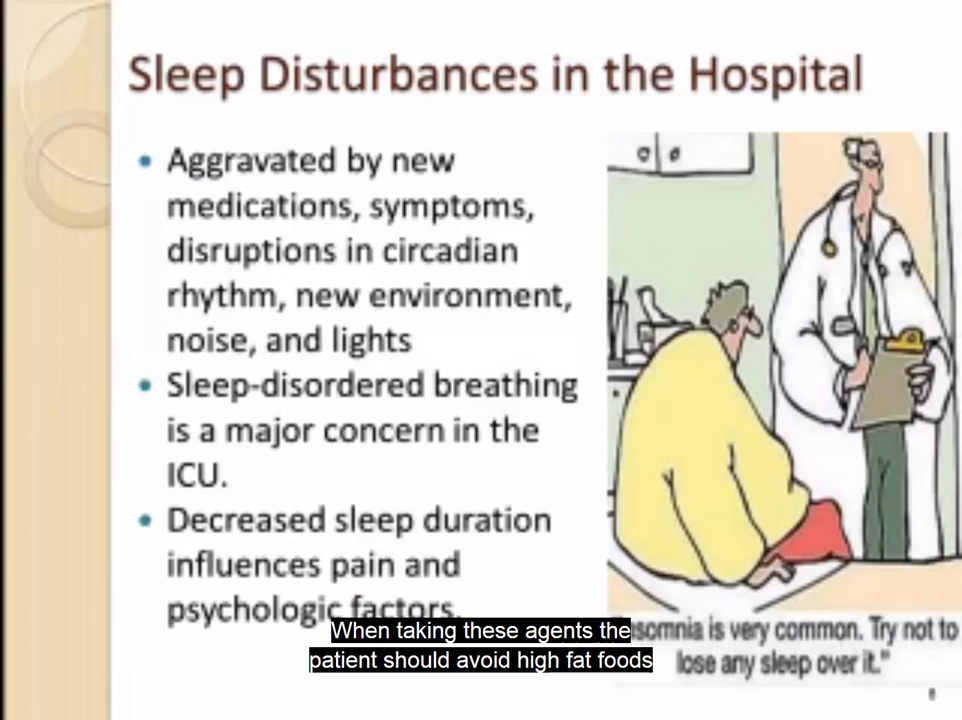 Sleep Disturbances in the Hospital
• Aggravated by new
medications, symptoms,
disruptions in circadian
rhythm, new environment,
noise, and lights
• Sleep-disordered breathing
is a major concern in the
ICU.
• Decreased sleep duration
influences pain and
psychologic factors.
When taking these agents the
patient should avoid high fat foods
is very common. Try not to
lose any sleep over it."